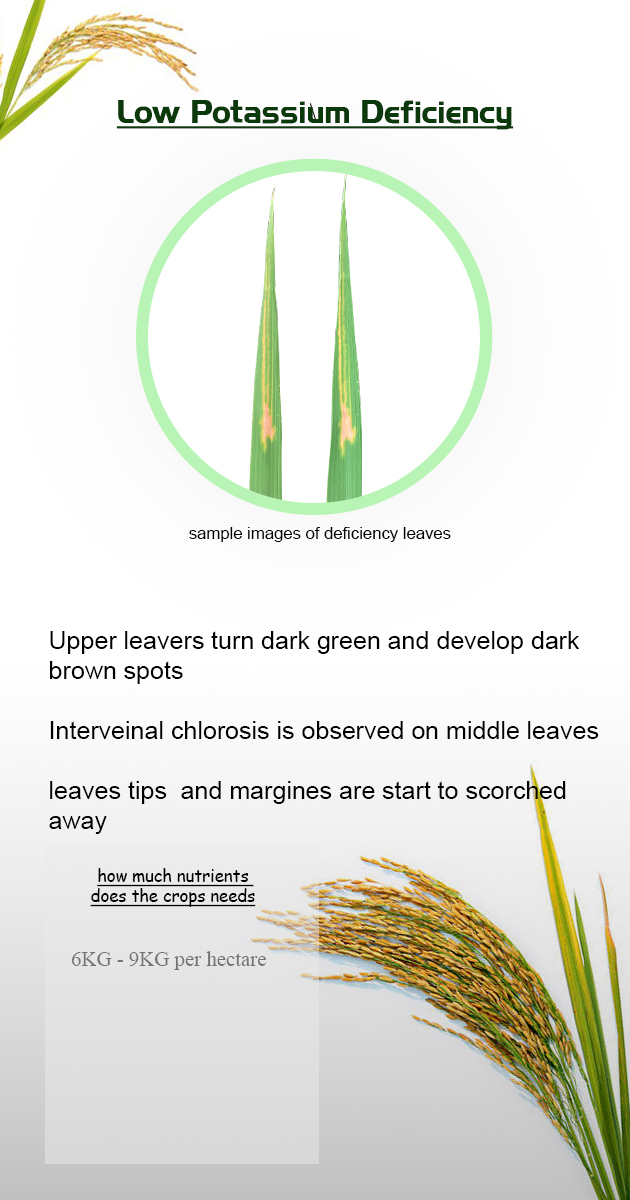 Low Potassium Deficiency
sample images of deficiency leaves
Upper leavers turn dark green and develop dark
brown spots
Interveinal chlorosis is observed on middle leaves
leaves tips  and margines are start to scorched
away
how much nutrients
does the crops needs
6KG - 9KG per hectare